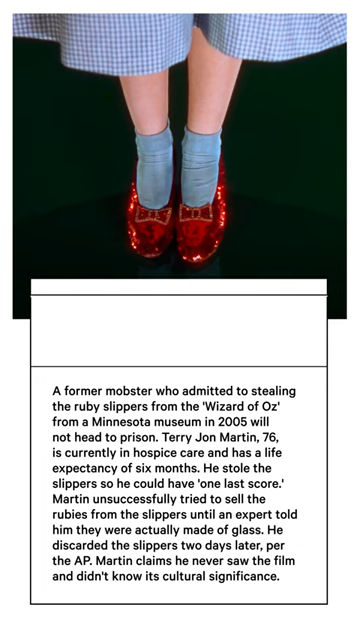 A former mobster who admitted to stealing
the ruby slippers from the 'Wizard of Oz'
from a Minnesota museum in 2005 will
not head to prison. Terry Jon Martin, 76,
is currently in hospice care and has a life
expectancy of six months. He stole the
slippers so he could have 'one last score.'
Martin unsuccessfully tried to sell the
rubies from the slippers until an expert told
him they were actually made of glass. He
discarded the slippers two days later, per
the AP. Martin claims he never saw the film
and didn't know its cultural significance.